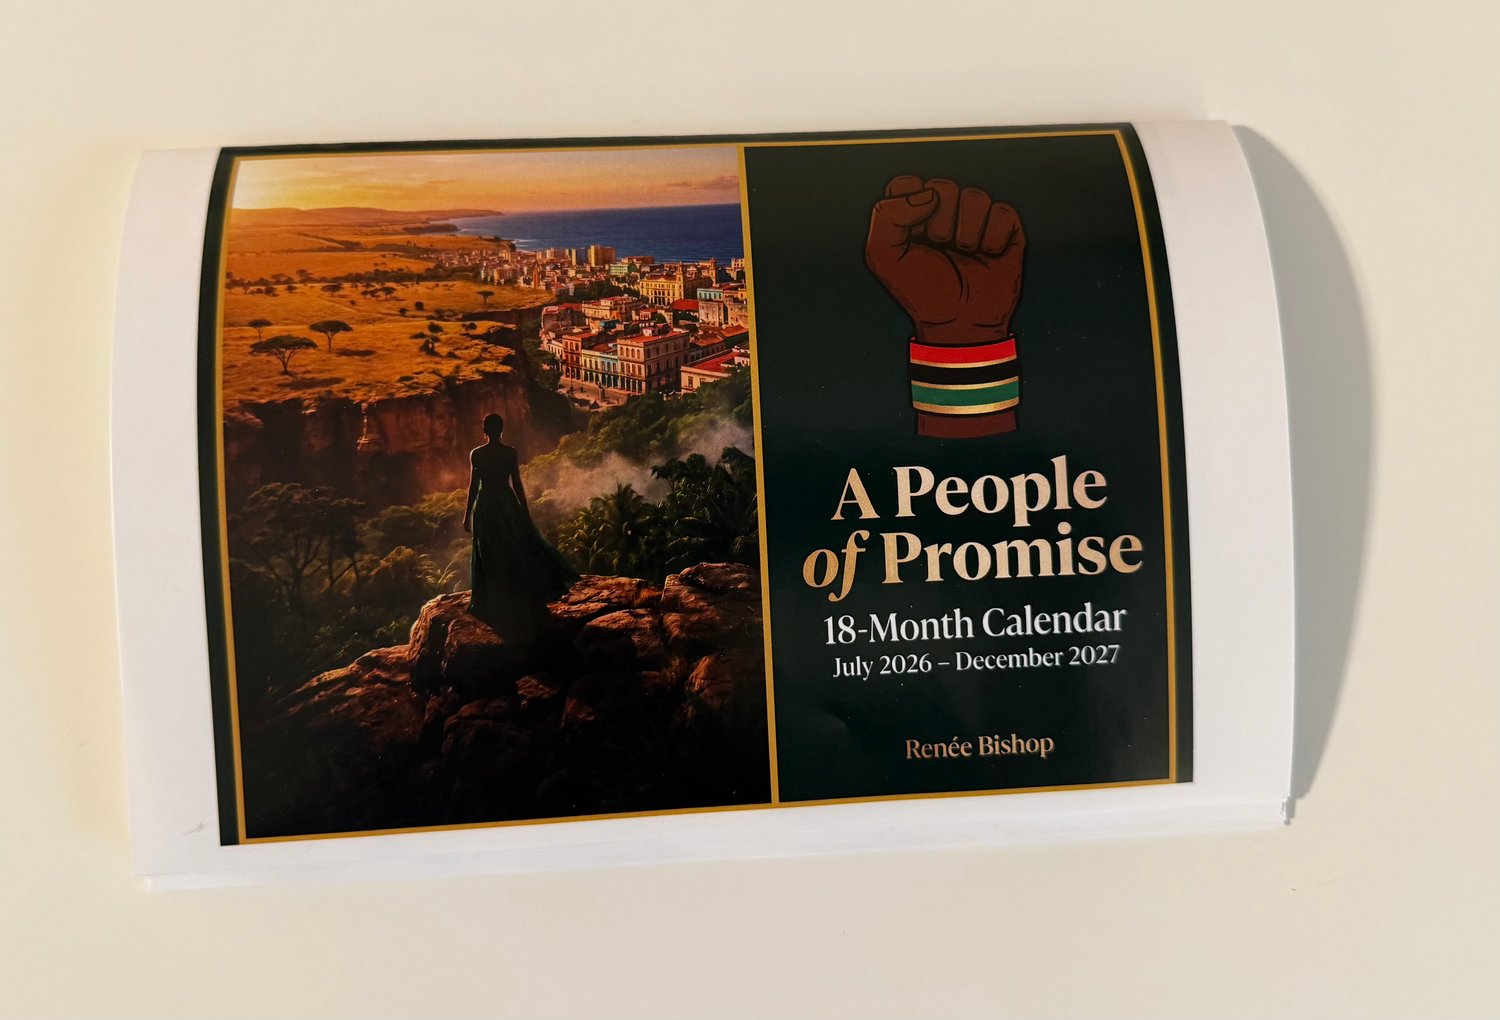 A People
of Promise
18-Month Calendar
July 2026 – December 2027
Renée Bishop